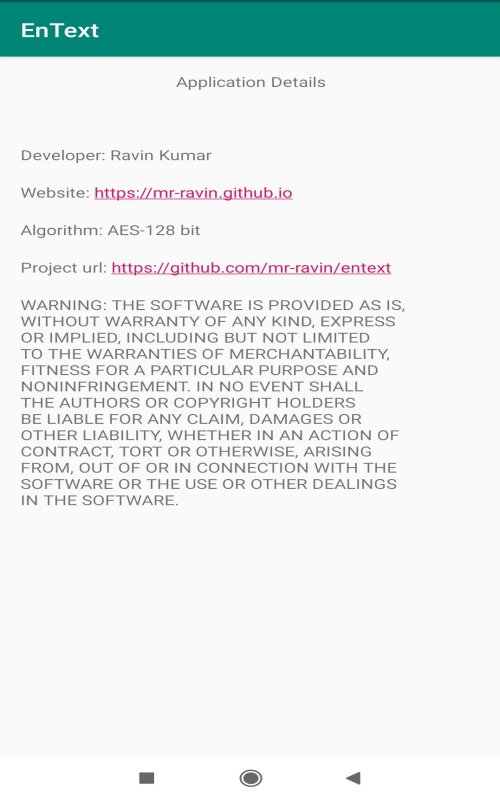 EnText
Application Details
Developer: Ravin Kumar
Website: https://mr-ravin.github.io
Algorithm: AES-128 bit
Project url: https://github.com/mr-ravin/entext
WARNING: THE SOFTWARE IS PROVIDED AS IS,
WITHOUT WARRANTY OF ANY KIND, EXPRESS
OR IMPLIED, INCLUDING BUT NOT LIMITED
TO THE WARRANTIES OF MERCHANTABILITY,
FITNESS FOR A PARTICULAR PURPOSE AND
NONINFRINGEMENT. IN NO EVENT SHALL
THE AUTHORS OR COPYRIGHT HOLDERS
BE LIABLE FOR ANY CLAIM, DAMAGES OR
OTHER LIABILITY, WHETHER IN AN ACTION OF
CONTRACT, TORT OR OTHERWISE, ARISING
FROM, OUT OF OR IN CONNECTION WITH THE
SOFTWARE OR THE USE OR OTHER DEALINGS
IN THE SOFTWARE.